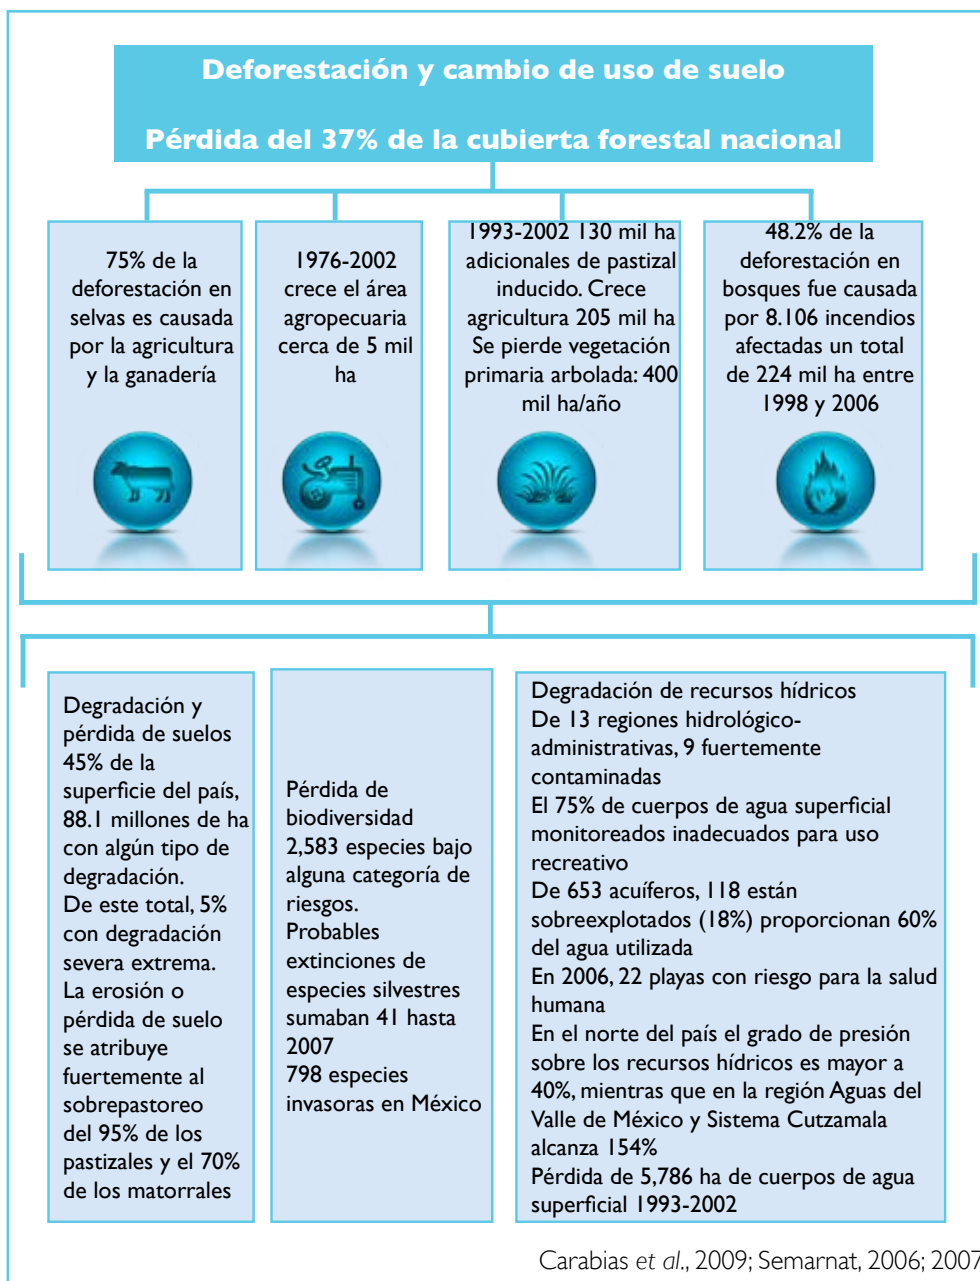 Deforestación y cambio de uso de suelo
Pérdida del 37% de la cubierta forestal nacional
75% de la
deforestación en
selvas es causada
por la agricultura
y la ganadería
1976-2002
crece el área
agropecuaria
cerca de 5 mil
ha
1993-2002 130 mil ha
adicionales de pastizal
inducido. Crece
agricultura 205 mil ha
Se pierde vegetación
primaria arbolada: 400
mil ha/año
48.2% de la
deforestación en
bosques fue causada
por 8.106 incendios
afectadas un total
de 224 mil ha entre
1998 y 2006
Degradación y
pérdida de suelos
45% de la
superficie del país,
88.1 millones de ha
con algún tipo de
degradación.
De este total, 5%
con degradación
severa extrema.
La erosión o
pérdida de suelo
se atribuye
fuertemente al
sobrepastoreo
del 95% de los
pastizales y el 70%
de los matorrales
Pérdida de
biodiversidad
2,583 especies bajo
alguna categoría de
riesgos.
Probables
extinciones de
especies silvestres
sumaban 41 hasta
2007
798 especies
invasoras en México
Degradación de recursos hídricos
De 13 regiones hidrológico-
administrativas, 9 fuertemente
contaminadas
El 75% de cuerpos de agua superficial
monitoreados inadecuados para uso
recreativo
De 653 acuíferos, 118 están
sobreexplotados (18%) proporcionan 60%
del agua utilizada
En 2006, 22 playas con riesgo para la salud
humana
En el norte del país el grado de presión
sobre los recursos hídricos es mayor a
40%, mientras que en la región Aguas del
Valle de México y Sistema Cutzamala
alcanza 154%
Pérdida de 5,786 ha de cuerpos de agua
superficial 1993-2002
Carabias et al., 2009; Semarnat, 2006; 2007